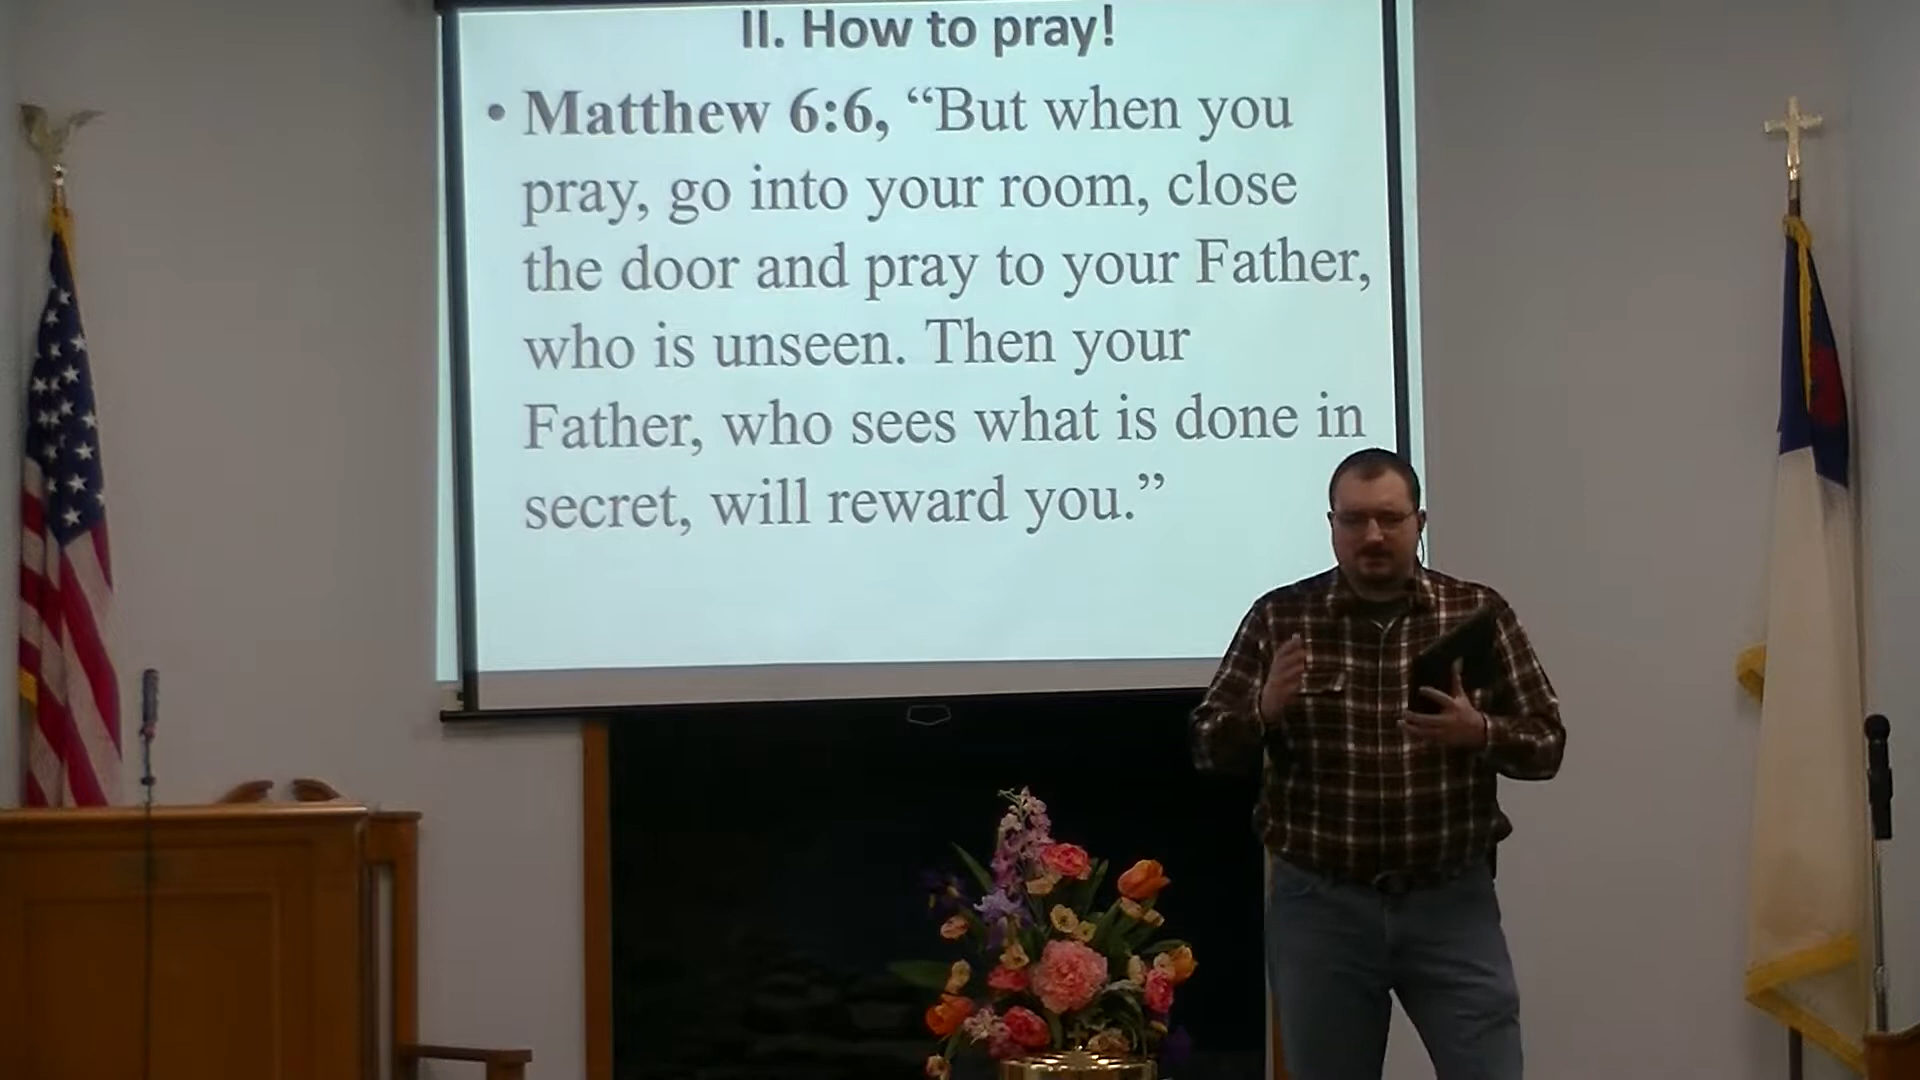 II. How to pray!
• Matthew 6:6, “But when you
pray, go into your room, close
the door and pray to your Father,
who is unseen. Then your
Father, who sees what is done in
secret, will reward you.”